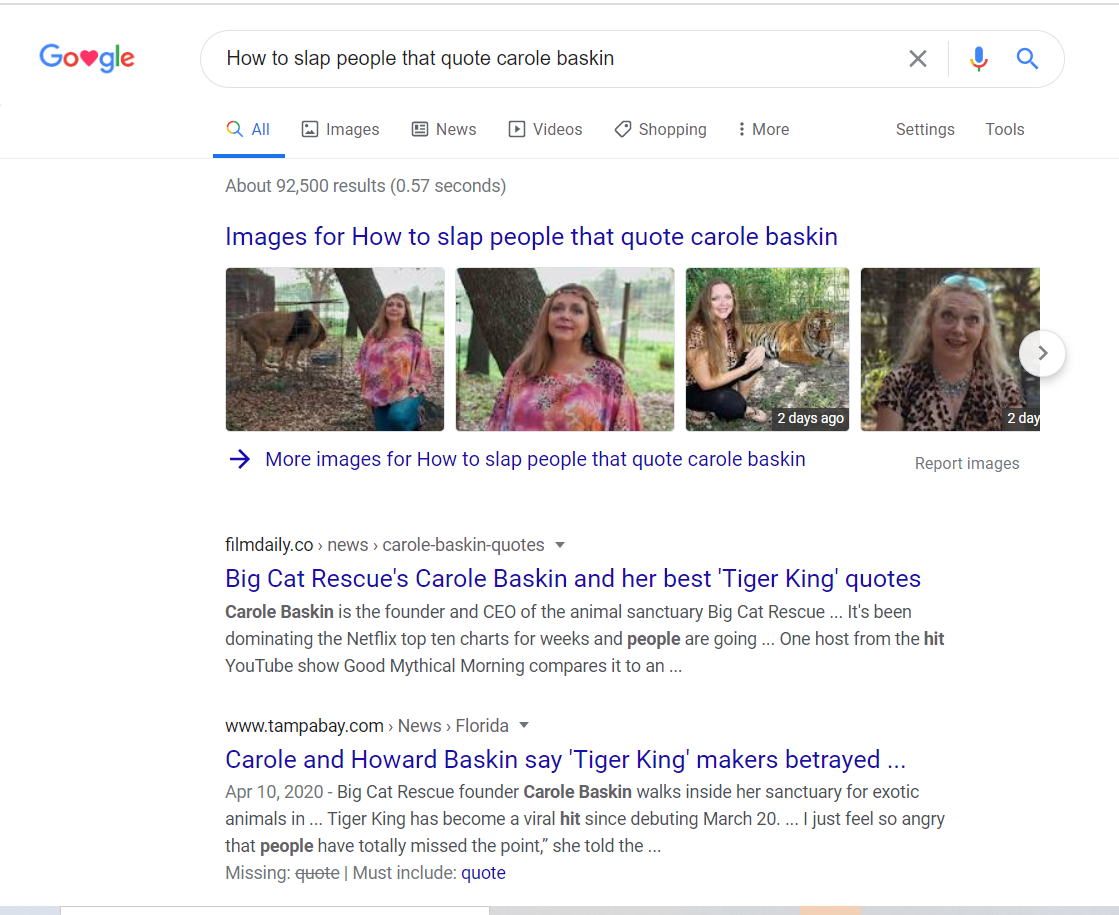 Go❤gle
How to slap people that quote carole baskin
All Images News Videos Shopping More Settings Tools
About 92,500 results (0.57 seconds)
Images for How to slap people that quote carole baskin
2 days ago 2 day
More images for How to slap people that quote carole baskin
Report images
filmdaily.co › news › carole-baskin-quotes
Big Cat Rescue's Carole Baskin and her best 'Tiger King' quotes
Carole Baskin is the founder and CEO of the animal sanctuary Big Cat Rescue ... It's been
dominating the Netflix top ten charts for weeks and people are going ... One host from the hit
YouTube show Good Mythical Morning compares it to an ...
www.tampabay.com › News › Florida
Carole and Howard Baskin say 'Tiger King' makers betrayed ...
Apr 10, 2020 - Big Cat Rescue founder Carole Baskin walks inside her sanctuary for exotic
animals in ... Tiger King has become a viral hit since debuting March 20. ... I just feel so angry
that people have totally missed the point,” she told the ...
Missing: quote | Must include: quote